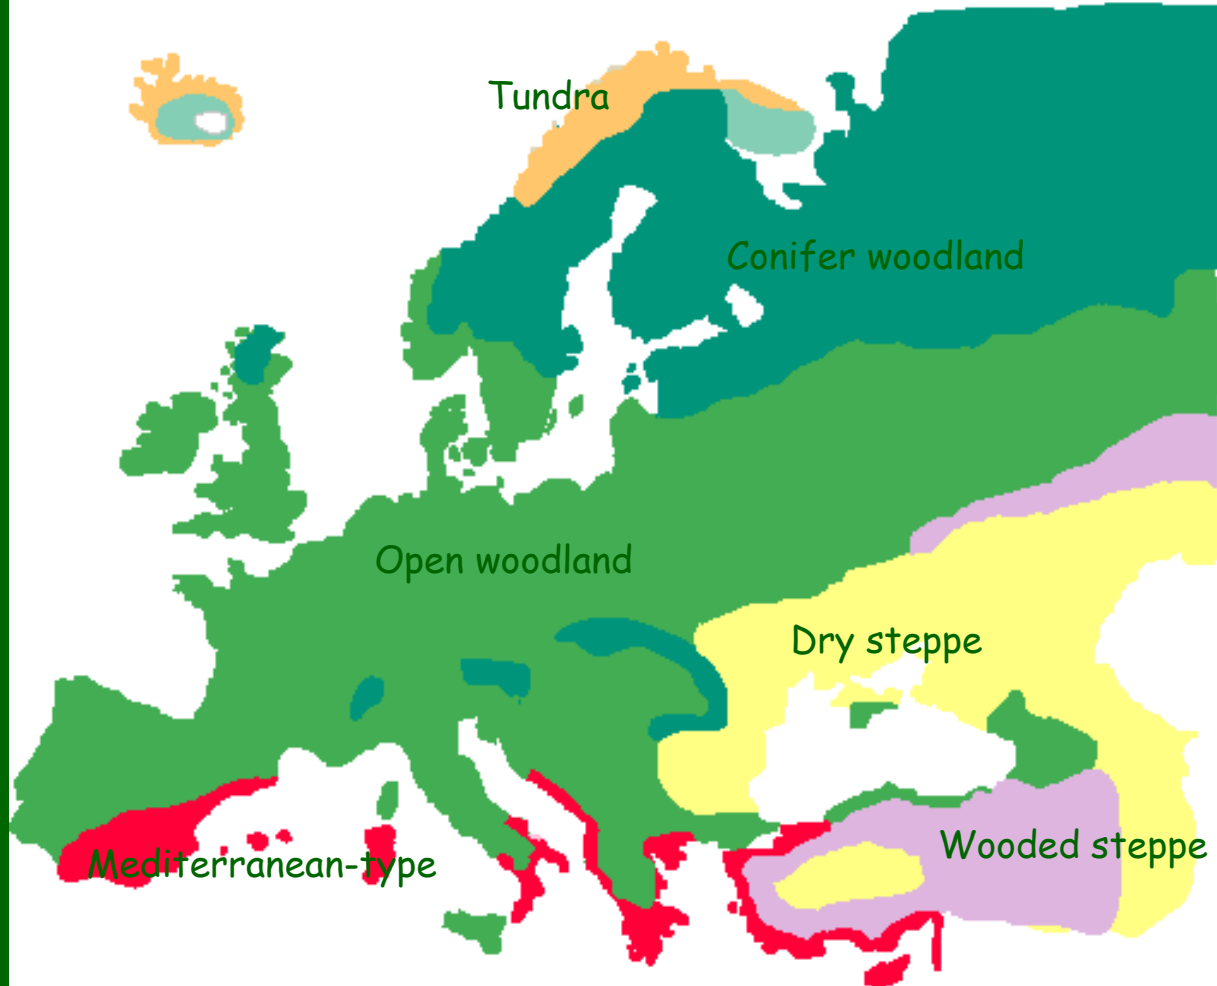 Tundra
Conifer woodland
Open woodland
Dry steppe
Wooded steppe
Mediterranean-type